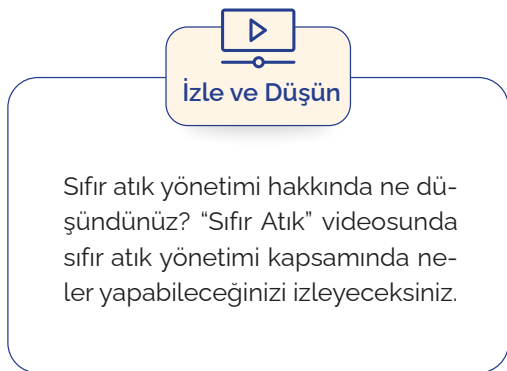 İzle ve Düşün
Sıfır atık yönetimi hakkında ne dü-
şündünüz? “Sıfır Atık” videosunda
sıfır atık yönetimi kapsamında ne-
ler yapabileceğinizi izleyeceksiniz.